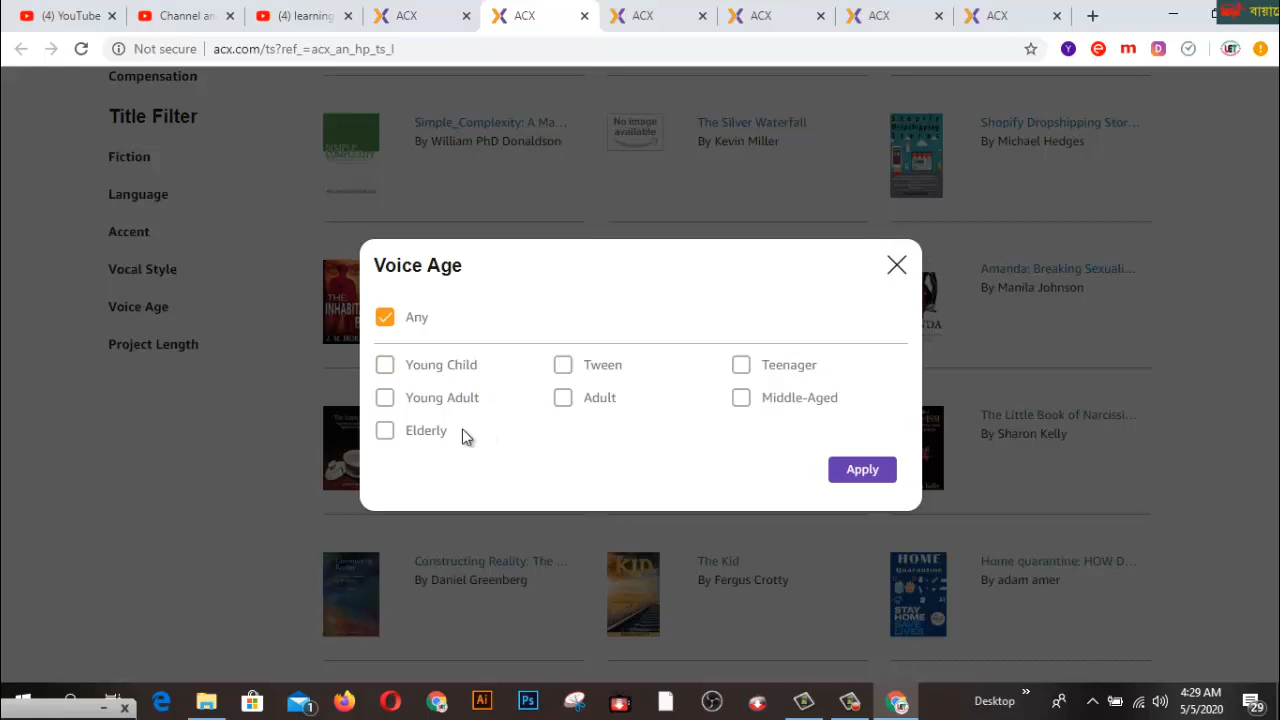 (4) YouTube
Channel an
(4) learning
ACX
ACX
ACX
ACX
ACX
ACX
Not secure
acx.com/ts?ref_=acx_an_hp_ts_l
Compensation
Title Filter
Fiction
Language
Accent
Vocal Style
Voice Age
Project Length
Simple_Complexity: A Ma...
By William PhD Donaldson
No image
available
The Silver Waterfall
By Kevin Miller
Shopify Dropshipping Stor...
By Michael Hedges
Amanda: Breaking Sexuali...
By Manila Johnson
The Little Book of Narcissi...
By Sharon Kelly
Constructing Reality: The ...
By Daniel Greenberg
KID
The Kid
By Fergus Crotty
HOME
Quarantine
STAY
HOME
SAVE
LIVES
Home quarantine: HOW D...
By adam amer
Voice Age
Any
Young Child
Tween
Teenager
Young Adult
Adult
Middle-Aged
Elderly
Apply
Desktop
4:29 AM
5/5/2020
29